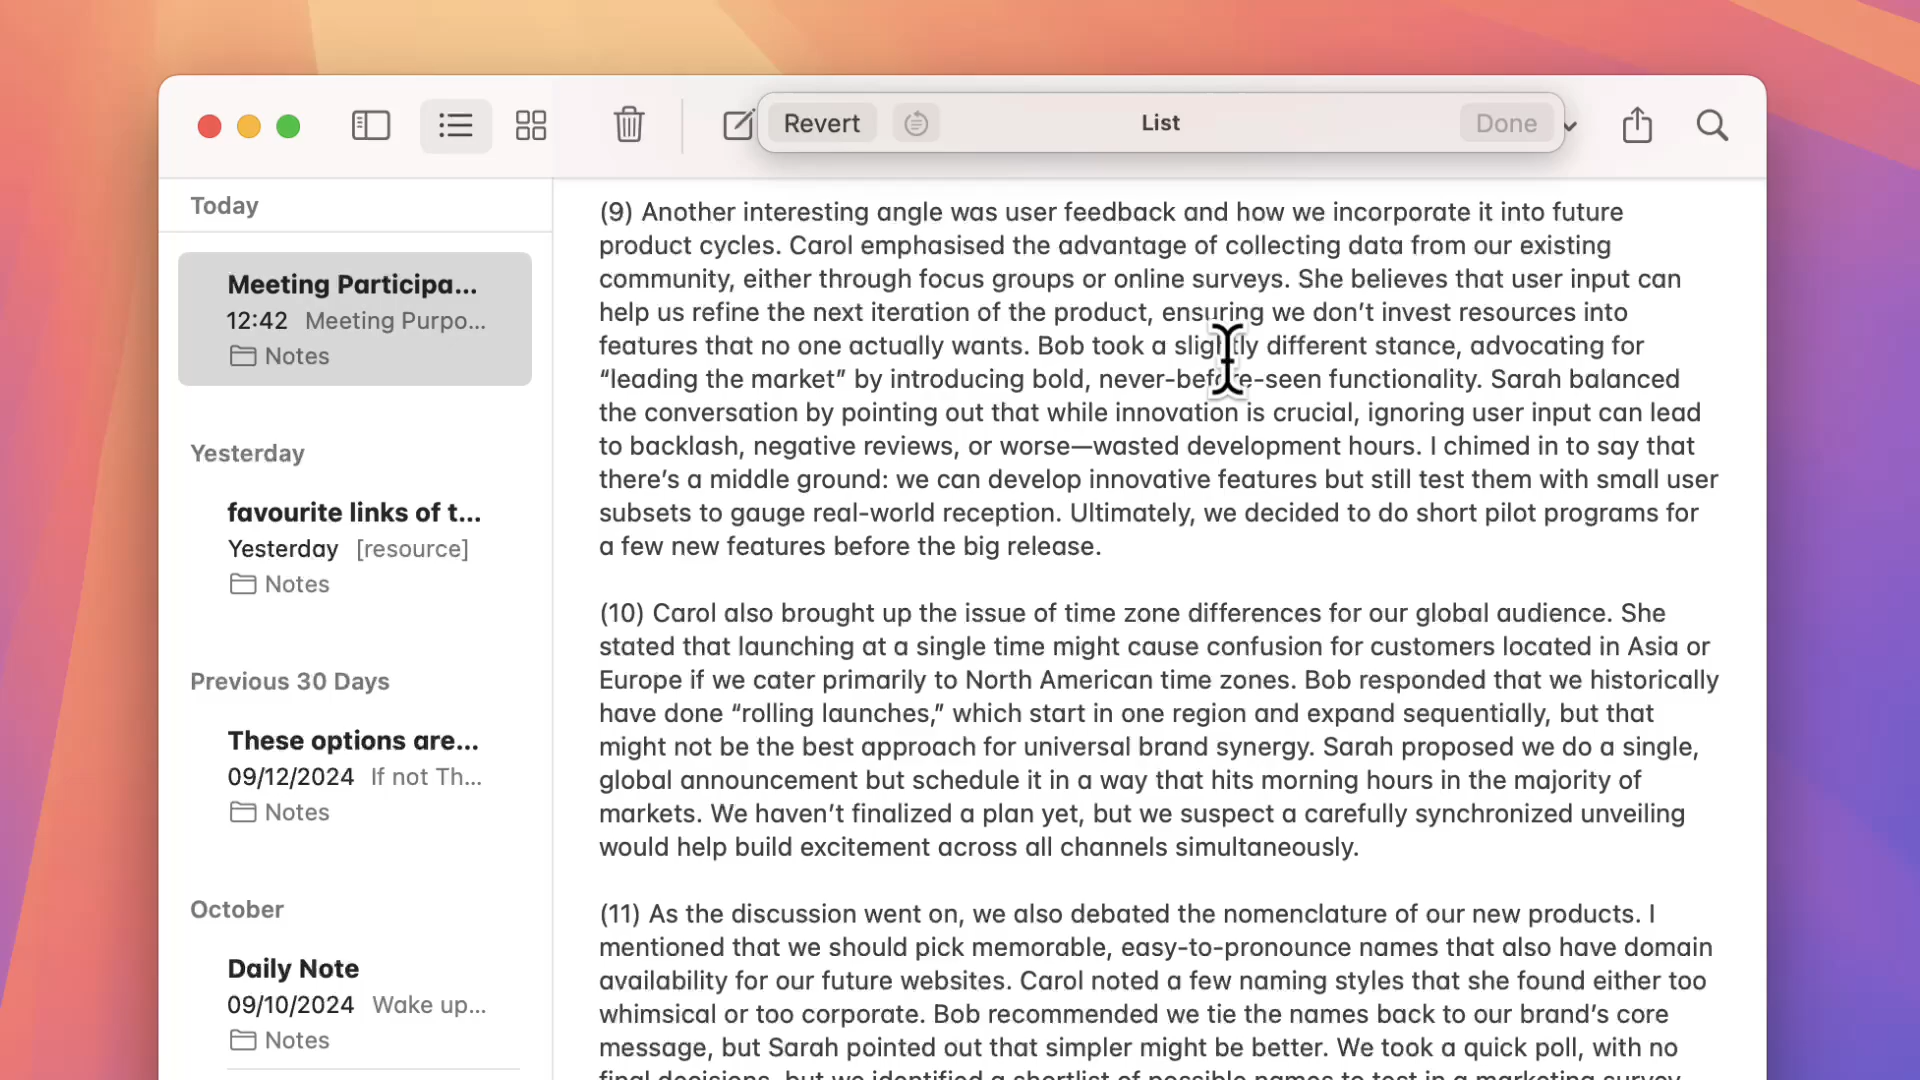 Revert
List
Done
Today
Meeting Participa...
12:42 Meeting Purpo...
Notes
Yesterday
favourite links of t...
Yesterday [resource]
Notes
Previous 30 Days
These options are...
09/12/2024 If not Th...
Notes
October
Daily Note
09/10/2024 Wake up...
Notes
(9) Another interesting angle was user feedback and how we incorporate it into future
product cycles. Carol emphasised the advantage of collecting data from our existing
community, either through focus groups or online surveys. She believes that user input can
help us refine the next iteration of the product, ensuring we don’t invest resources into
features that no one actually wants. Bob took a slightly different stance, advocating for
“leading the market” by introducing bold, never-before-seen functionality. Sarah balanced
the conversation by pointing out that while innovation is crucial, ignoring user input can lead
to backlash, negative reviews, or worse—wasted development hours. I chimed in to say that
there’s a middle ground: we can develop innovative features but still test them with small user
subsets to gauge real-world reception. Ultimately, we decided to do short pilot programs for
a few new features before the big release.
(10) Carol also brought up the issue of time zone differences for our global audience. She
stated that launching at a single time might cause confusion for customers located in Asia or
Europe if we cater primarily to North American time zones. Bob responded that we historically
have done “rolling launches,” which start in one region and expand sequentially, but that
might not be the best approach for universal brand synergy. Sarah proposed we do a single,
global announcement but schedule it in a way that hits morning hours in the majority of
markets. We haven’t finalized a plan yet, but we suspect a carefully synchronized unveiling
would help build excitement across all channels simultaneously.
(11) As the discussion went on, we also debated the nomenclature of our new products. I
mentioned that we should pick memorable, easy-to-pronounce names that also have domain
availability for our future websites. Carol noted a few naming styles that she found either too
whimsical or too corporate. Bob recommended we tie the names back to our brand’s core
message, but Sarah pointed out that simpler might be better. We took a quick poll, with no
final decisions, but we identified a shortlist of possible names to test in a marketing survey